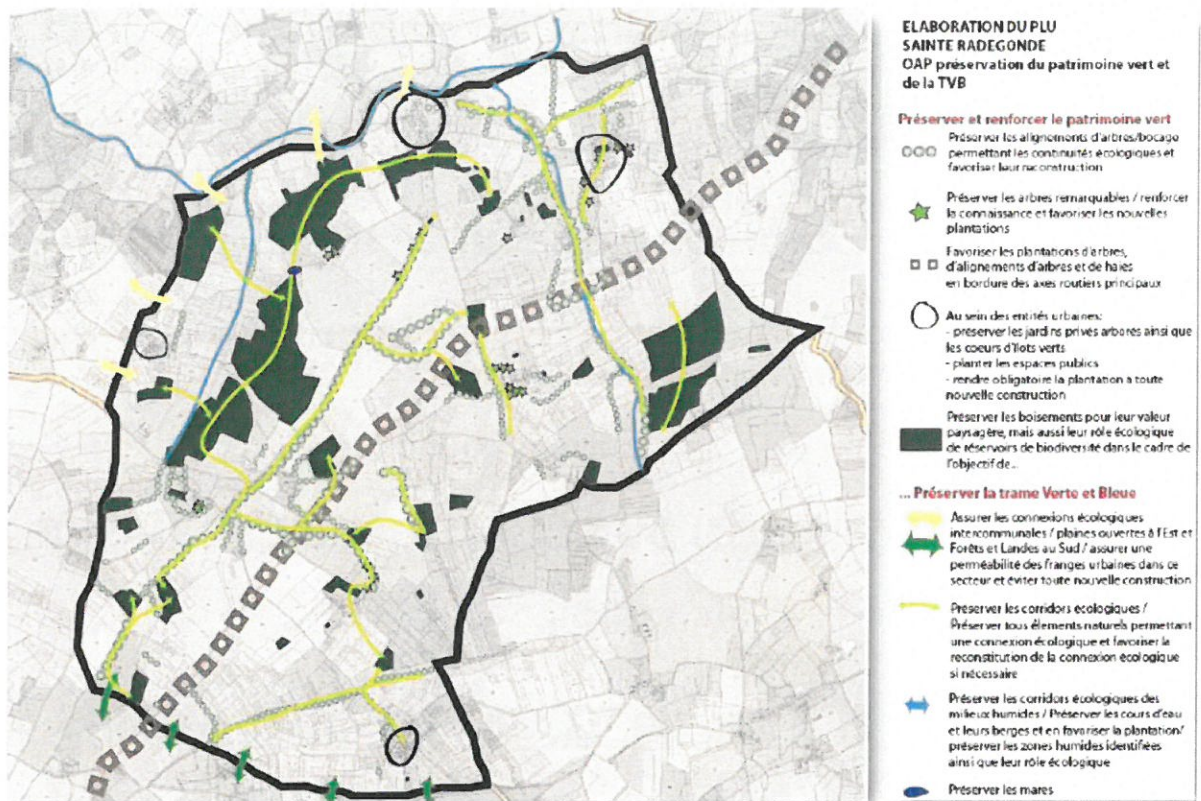 ELABORATION DU PLU
SAINTE RADEGONDE
OAP préservation du patrimoine vert et
de la TVB
Préserver et renforcer le patrimoine vert
Préserver les alignements d'arbres/bocage
permettant les continuités écologiques et
favoriser leur reconstruction
Préserver les arbres remarquables / renforcer
la connaissance et favoriser les nouvelles
plantations
Favoriser les plantations d'arbres,
d'alignements d'arbres et de haies
en bordure des axes routiers principaux
Au sein des entités urbaines:
- préserver les jardins privés arborés ainsi que
les coeurs d'îlots verts
- planter les espaces publics
- rendre obligatoire la plantation à toute
nouvelle construction
Préserver les boisements pour leur valeur
paysagère, mais aussi leur rôle écologique
de réservoirs de biodiversité dans le cadre de
l'objectif de...
... Préserver la trame Verte et Bleue
Assurer les connexions écologiques
intercommunales / plaines ouvertes à l'Est et
Forêts et Landes au Sud / assurer une
perméabilité des franges urbaines dans ce
secteur et éviter toute nouvelle construction
Préserver les corridors écologiques /
Préserver tous élements naturels permettant
une connexion écologique et favoriser la
reconstitution de la connexion écologique
si nécessaire
Préserver les corridors écologiques des
milieux humides / Préserver les cours d'eau
et leurs berges et en favoriser la plantation/
préserver les zones humides identifiées
ainsi que leur rôle écologique
Préserver les mares